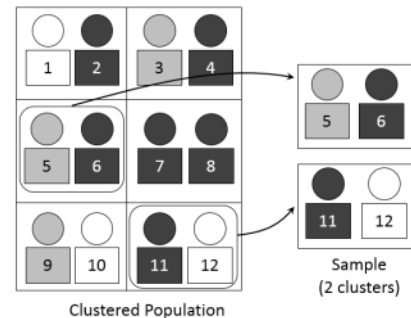 1 2 3 4
5 6
5 6 7 8
11 12
9 10 11 12
Sample
(2 clusters)
Clustered Population